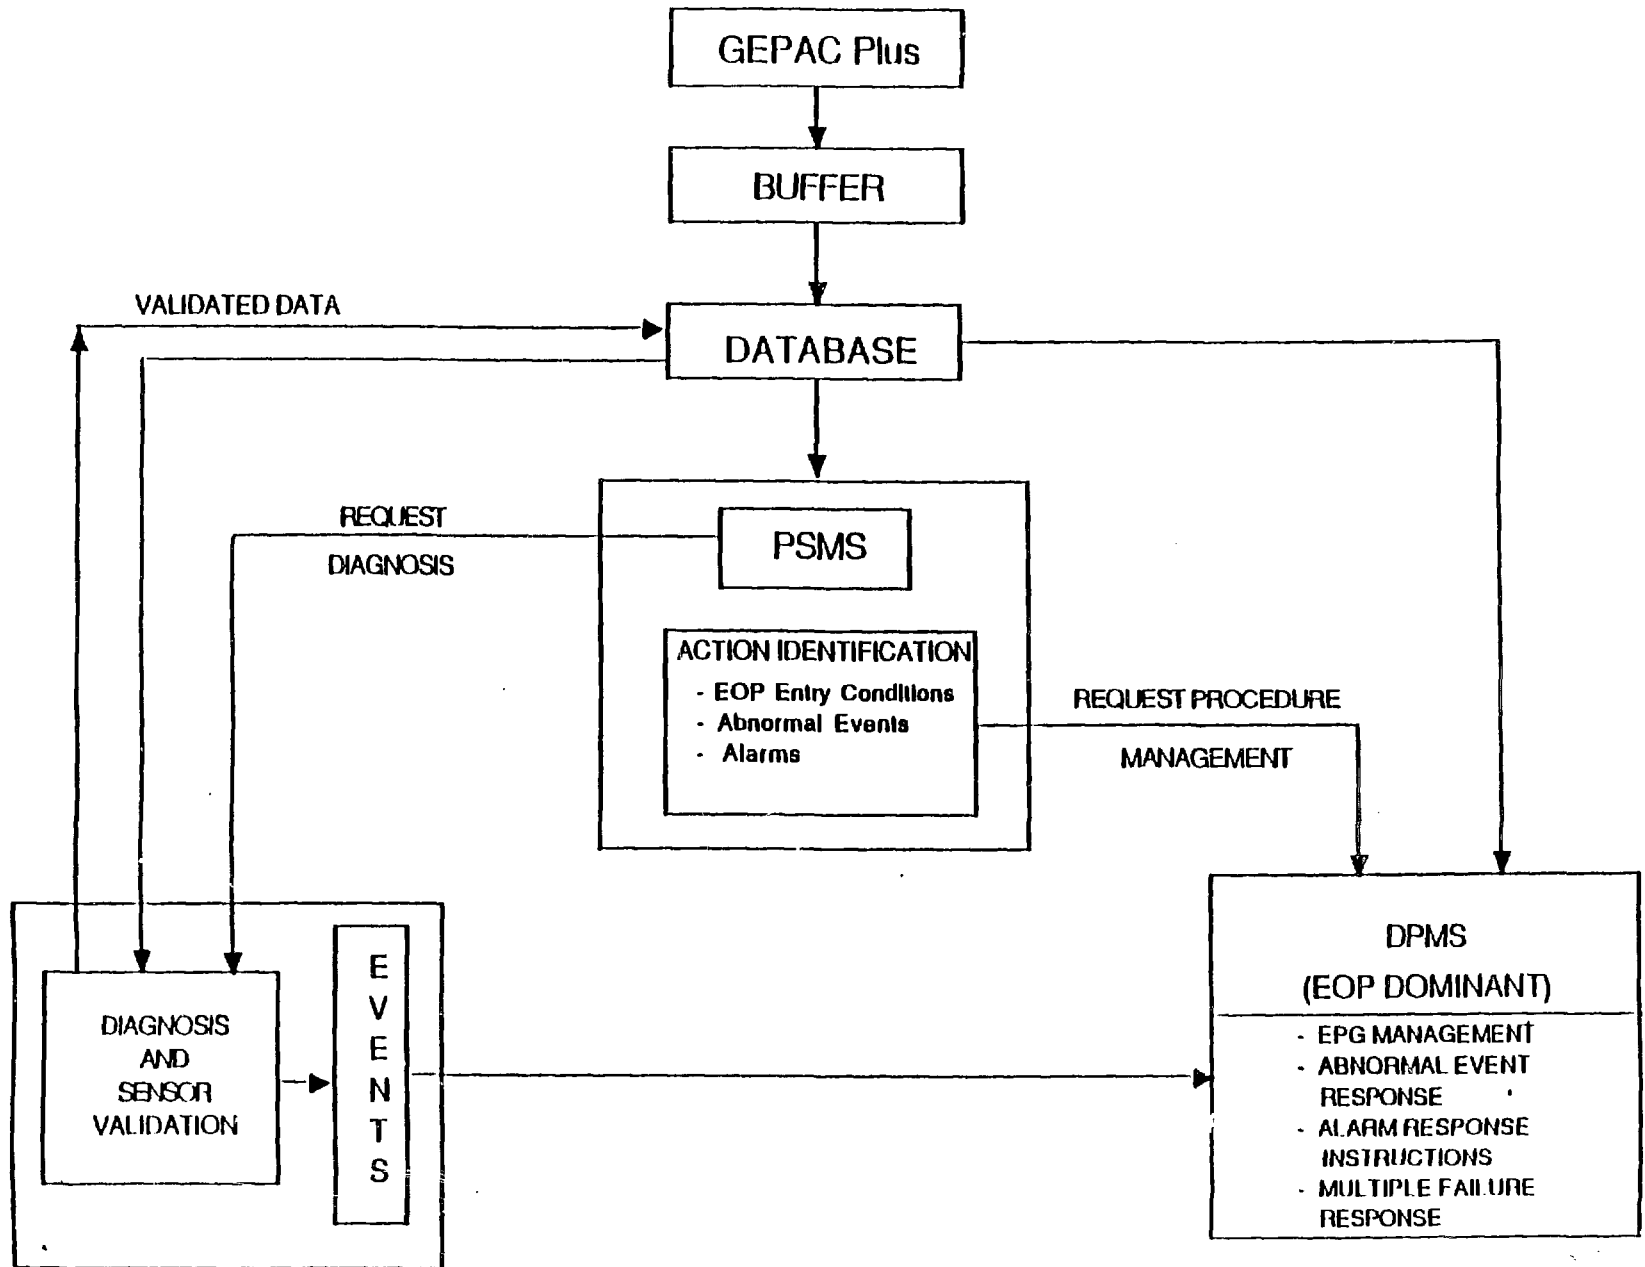 GEPAC Plus
BUFFER
VALIDATED DATA
DATABASE
REQUEST
DIAGNOSIS
PSMS
ACTION IDENTIFICATION
- EOP Entry Conditions
- Abnormal Events
- Alarms
REQUEST PROCEDURE
MANAGEMENT
DIAGNOSIS
AND
SENSOR
VALIDATION
E
V
E
N
T
S
DPMS
(EOP DOMINANT)
- EPG MANAGEMENT
- ABNORMAL EVENT
RESPONSE
- ALARM RESPONSE
INSTRUCTIONS
- MULTIPLE FAILURE
RESPONSE